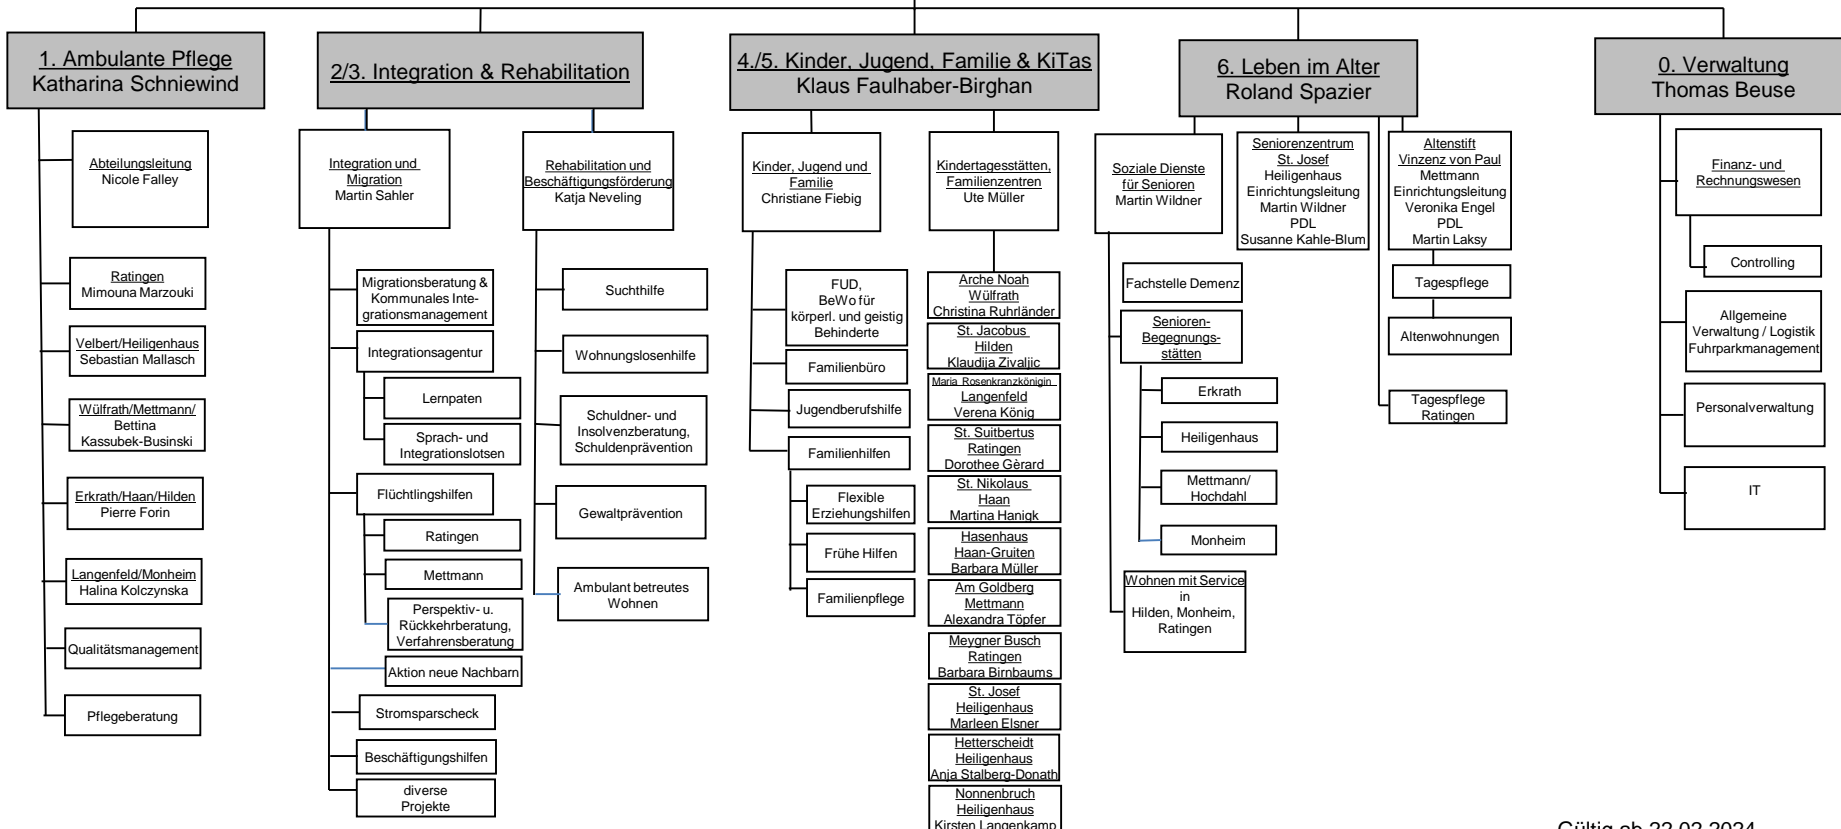 1. Ambulante Pflege
Katharina Schniewind
Abteilungsleitung
Nicole Falley
Ratingen
Mimouna Marzouki
Velbert/Heiligenhaus
Sebastian Mallasch
Wülfrath/Mettmann/
Bettina
Kassubek-Businski
Erkrath/Haan/Hilden
Pierre Forin
Langenfeld/Monheim
Halina Kolczynska
Qualitätsmanagement
Pflegeberatung
2/3. Integration & Rehabilitation
Integration und
Migration
Martin Sahler
Migrationsberatung &
Kommunales Inte-
grationsmanagement
Integrationsagentur
Lernpaten
Sprach- und
Integrationslotsen
Flüchtlingshilfen
Ratingen
Mettmann
Perspektiv- u.
Rückkehrberatung,
Verfahrensberatung
Aktion neue Nachbarn
Stromsparscheck
Beschäftigungshilfen
diverse
Projekte
Rehabilitation und
Beschäftigungsförderung
Katja Neveling
Suchthilfe
Wohnungslosenhilfe
Schuldner- und
Insolvenzberatung,
Schuldenprävention
Gewaltprävention
Ambulant betreutes
Wohnen
4./5. Kinder, Jugend, Familie & KiTas
Klaus Faulhaber-Birghan
Kinder, Jugend und
Familie
Christiane Fiebig
FUD,
BeWo für
körperl. und geistig
Behinderte
Familienbüro
Jugendberufshilfe
Familienhilfen
Flexible
Erziehungshilfen
Frühe Hilfen
Familienpflege
Kindertagesstätten,
Familienzentren
Ute Müller
Arche Noah
Wülfrath
Christina Ruhrländer
St. Jacobus
Hilden
Klaudija Zivaljic
Maria Rosenkranzkönigin
Langenfeld
Verena König
St. Suitbertus
Ratingen
Dorothee Gèrard
St. Nikolaus
Haan
Martina Hanigk
Hasenhaus
Haan-Gruiten
Barbara Müller
Am Goldberg
Mettmann
Alexandra Töpfer
Meygner Busch
Ratingen
Barbara Birnbaums
St. Josef
Heiligenhaus
Marleen Elsner
Hetterscheidt
Heiligenhaus
Anja Stalberg-Donath
Nonnenbruch
Heiligenhaus
Kirsten Langenkamp
6. Leben im Alter
Roland Spazier
Soziale Dienste
für Senioren
Martin Wildner
Fachstelle Demenz
Senioren-
Begegnungs-
stätten
Erkrath
Heiligenhaus
Mettmann/
Hochdahl
Monheim
Wohnen mit Service
in
Hilden, Monheim,
Ratingen
Seniorenzentrum
St. Josef
Heiligenhaus
Einrichtungsleitung
Martin Wildner
PDL
Susanne Kahle-Blum
Altenstift
Vinzenz von Paul
Mettmann
Einrichtungsleitung
Veronika Engel
PDL
Martin Laksy
Tagespflege
Altenwohnungen
Tagespflege
Ratingen
0. Verwaltung
Thomas Beuse
Finanz- und
Rechnungswesen
Controlling
Allgemeine
Verwaltung / Logistik
Fuhrparkmanagement
Personalverwaltung
IT
Gültig ab 22.02.2024